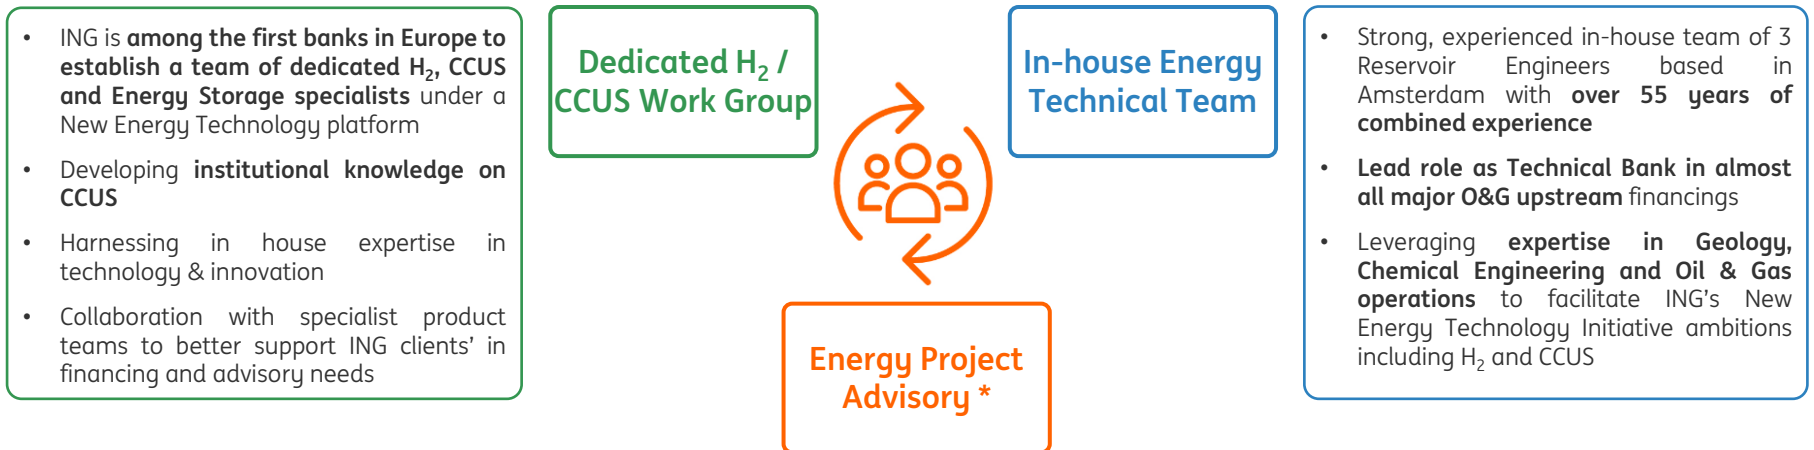 • ING is among the first banks in Europe to
establish a team of dedicated H₂, CCUS
and Energy Storage specialists under a
New Energy Technology platform
• Developing institutional knowledge on
CCUS
• Harnessing in house expertise in
technology & innovation
• Collaboration with specialist product
teams to better support ING clients' in
financing and advisory needs
Dedicated H₂ /
CCUS Work Group
In-house Energy
Technical Team
Energy Project
Advisory *
• Strong, experienced in-house team of 3
Reservoir Engineers based in
Amsterdam with over 55 years of
combined experience
• Lead role as Technical Bank in almost
all major O&G upstream financings
• Leveraging expertise in Geology,
Chemical Engineering and Oil & Gas
operations to facilitate ING's New
Energy Technology Initiative ambitions
including H₂ and CCUS